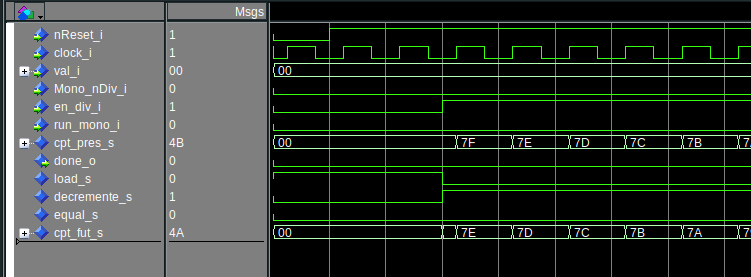 Msgs
nReset_i 1
clock_i 1
val_i 00 00
Mono_nDiv_i 0
en_div_i 1
run_mono_i 0
cpt_pres_s 4B 00 7F 7E 7D 7C 7B
done_o 0
load_s 0
decremente_s 1
equal_s 0
cpt_fut_s 4A 00 7E 7D 7C 7B 7A